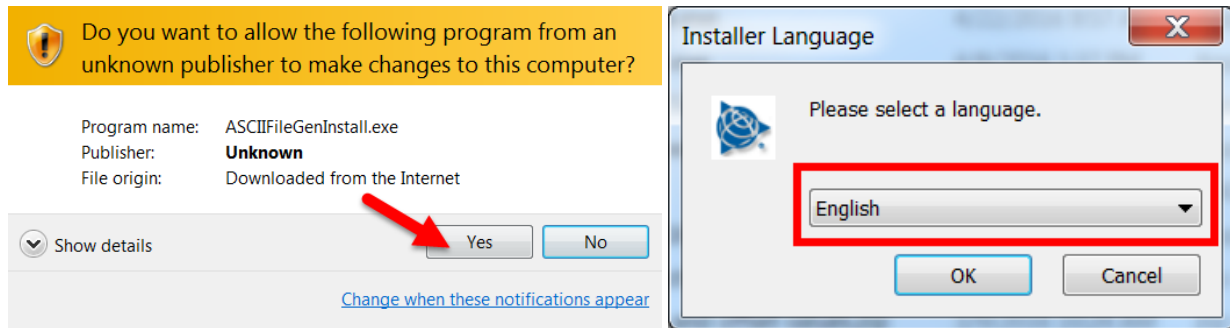 Do you want to allow the following program from an
unknown publisher to make changes to this computer?
Program name: ASCIIFileGenInstall.exe
Publisher: Unknown
File origin: Downloaded from the Internet
Show details
Yes
No
Change when these notifications appear
Installer Language
X
Please select a language.
English
OK
Cancel